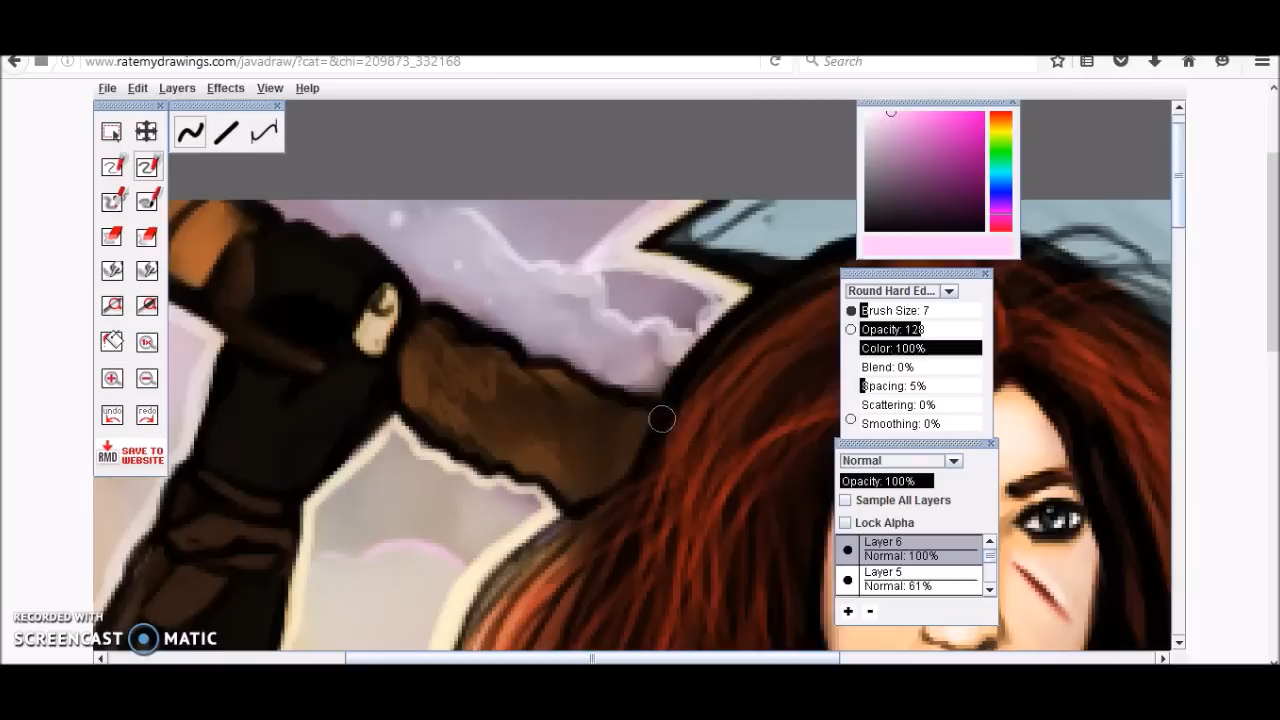 www.ratemydrawings.com/javadraw/?cat=&chi=209873_332168
Search
File Edit Layers Effects View Help
Round Hard Ed...
Brush Size: 7
Opacity: 128
Color: 100%
Blend: 0%
Spacing: 5%
Scattering: 0%
Smoothing: 0%
undo redo
RMD SAVE TO WEBSITE
Normal
Opacity: 100%
Sample All Layers
Lock Alpha
Layer 6
Normal: 100%
Layer 5
Normal: 61%
+ -
RECORDED WITH
SCREENCAST MATIC